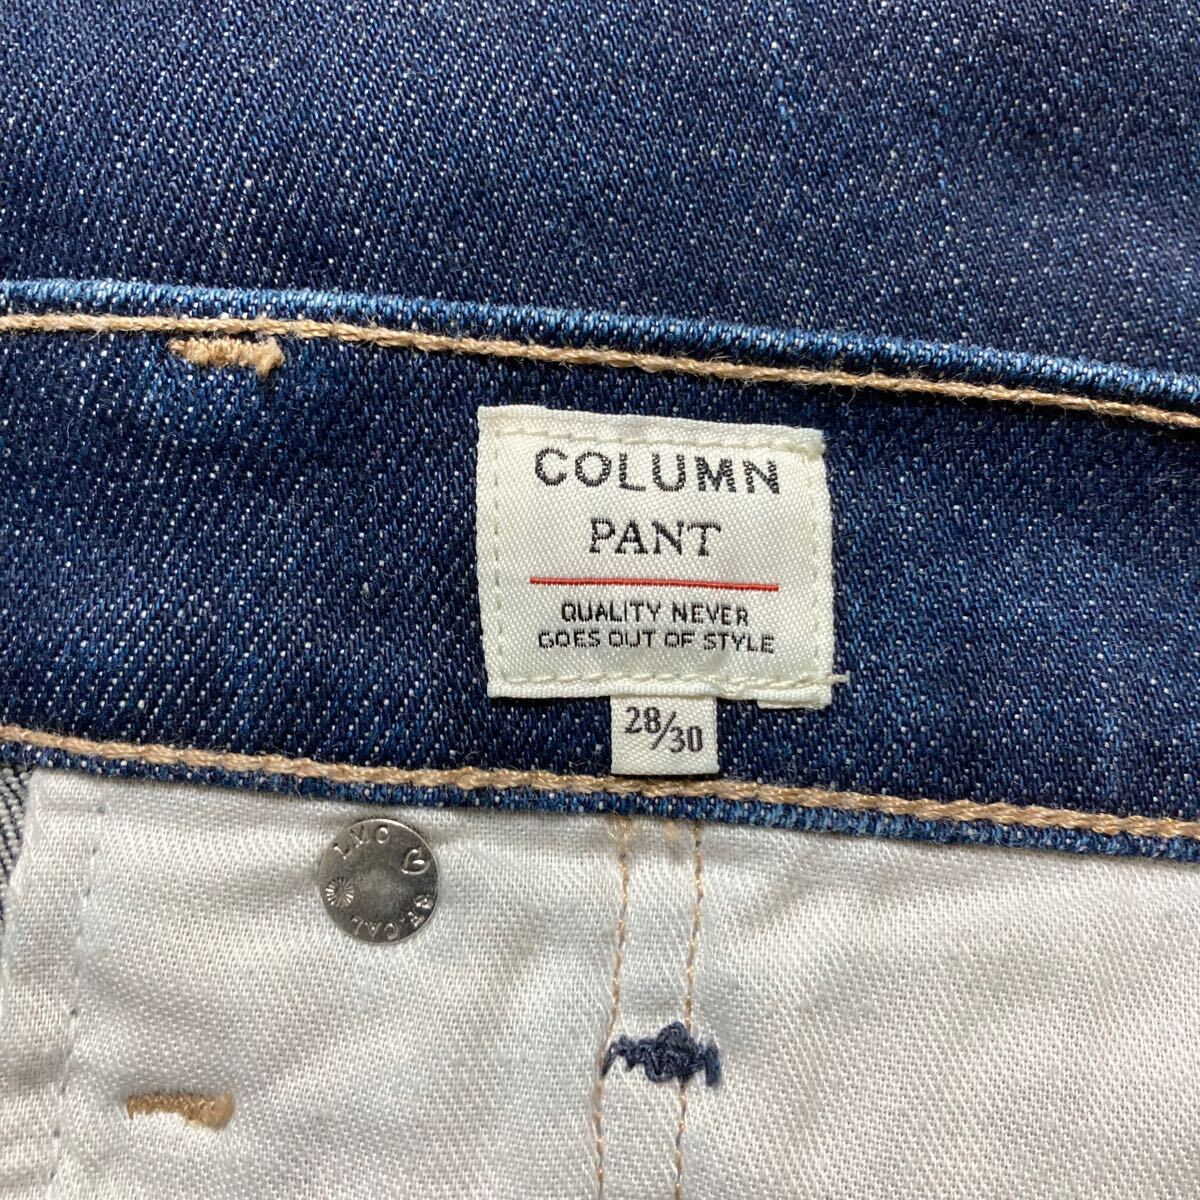 COLUMN
PANT
QUALITY NEVER
GOES OUT OF STYLE
28/30